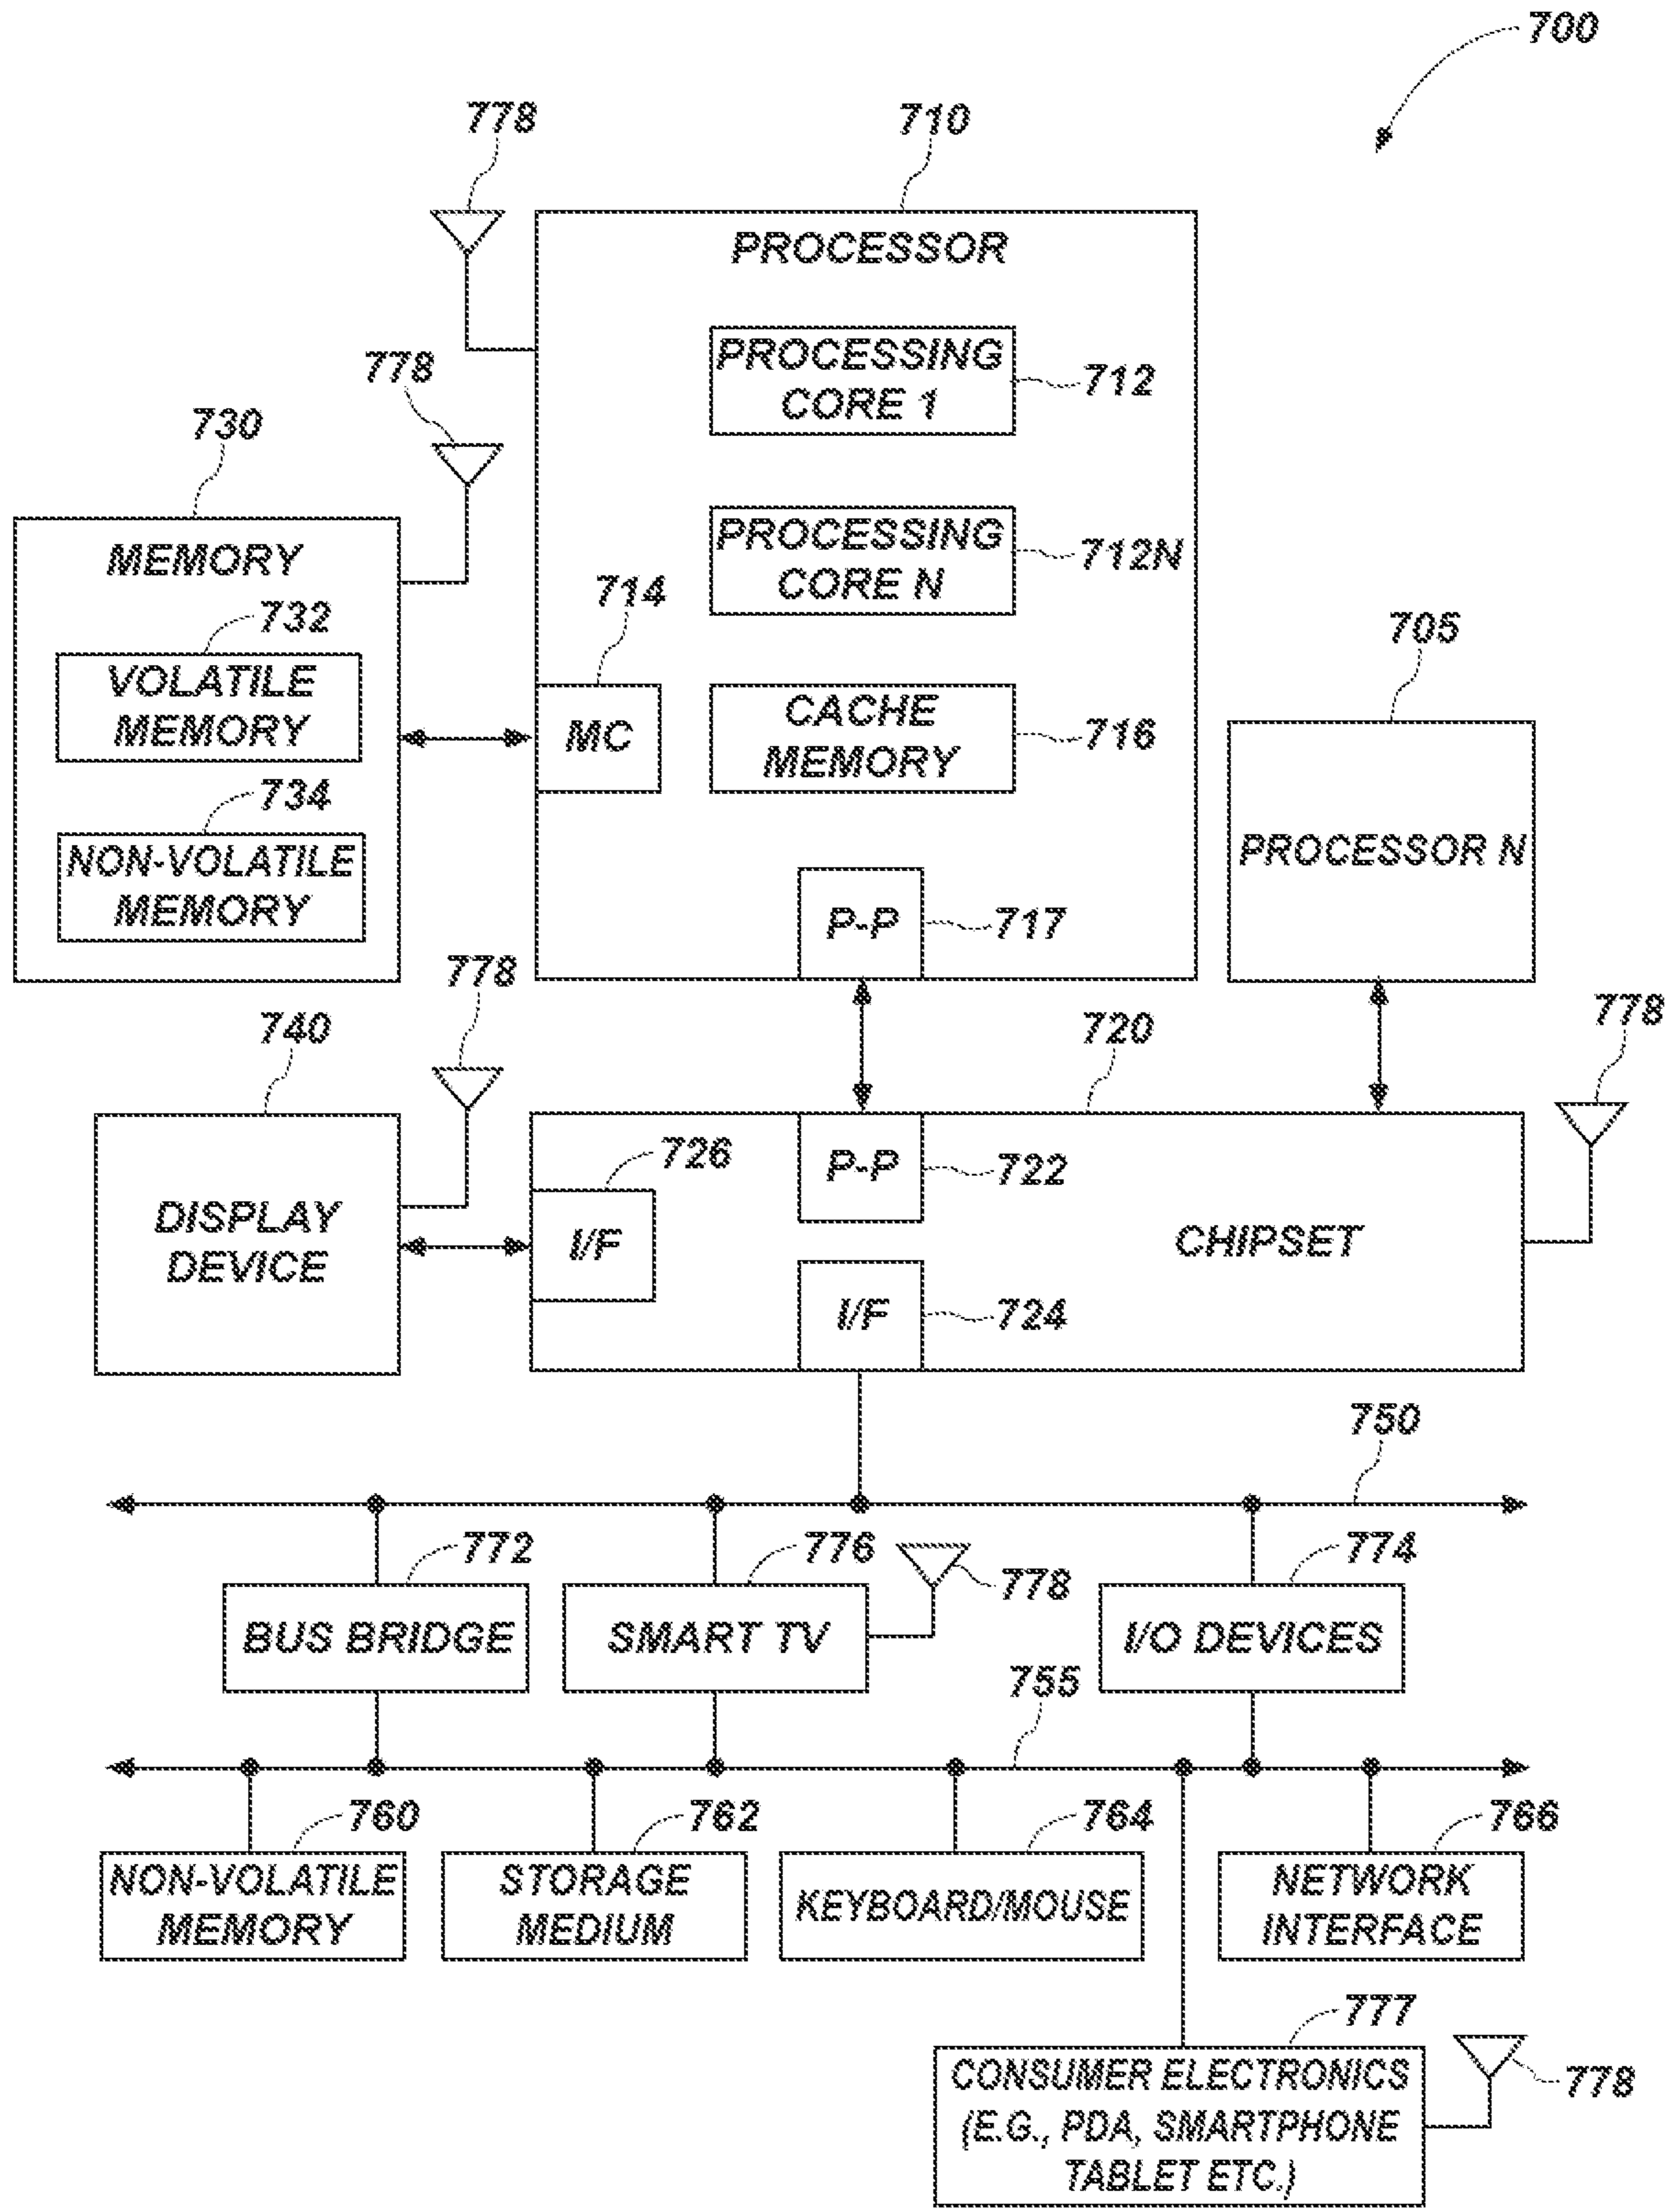 700
778
710
PROCESSOR
PROCESSING
CORE 1
712
778
730
MEMORY
PROCESSING
CORE N
712N
714
732
VOLATILE
MEMORY
MC
CACHE
MEMORY
716
705
734
NON-VOLATILE
MEMORY
PROCESSOR N
P-P
717
778
740
720
778
726
P-P
722
DISPLAY
DEVICE
I/F
CHIPSET
I/F
724
750
772
776
778
774
BUS BRIDGE
SMART TV
I/O DEVICES
755
760
762
764
766
NON-VOLATILE
MEMORY
STORAGE
MEDIUM
KEYBOARD/MOUSE
NETWORK
INTERFACE
777
CONSUMER ELECTRONICS
(E.G., PDA, SMARTPHONE
TABLET ETC.)
778